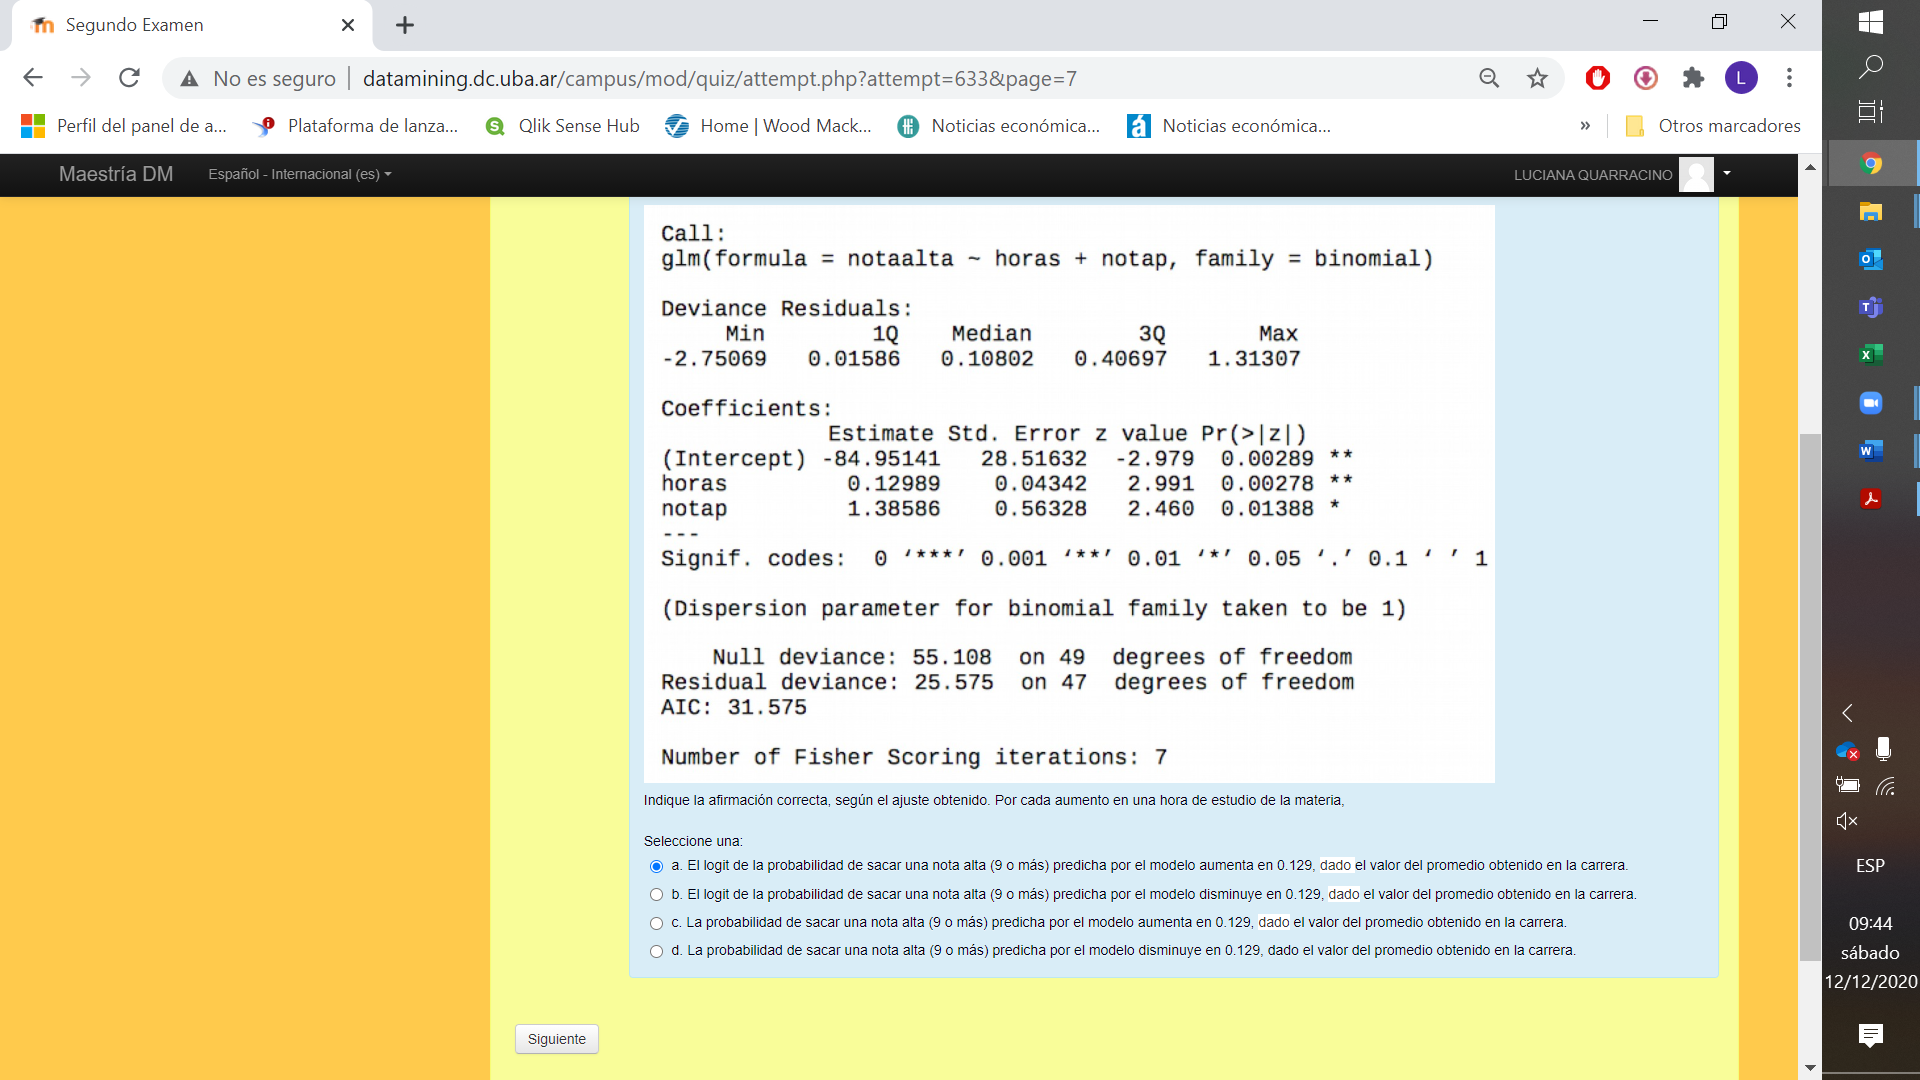 Segundo Examen
No es seguro
datamining.dc.uba.ar/campus/mod/quiz/attempt.php?attempt=633&page=7
L
Perfil del panel de a...
Plataforma de lanza...
Qlik Sense Hub
Home | Wood Mack...
Noticias económica...
Noticias económica...
»
Otros marcadores
Maestría DM
Español - Internacional (es)
LUCIANA QUARRACINO
Call:
glm(formula = notaalta ~ horas + notap, family = binomial)
Deviance Residuals:
Min 1Q Median 3Q Max
-2.75069 0.01586 0.10802 0.40697 1.31307
Coefficients:
Estimate Std. Error z value Pr(>|z|)
(Intercept) -84.95141 28.51632 -2.979 0.00289 **
horas 0.12989 0.04342 2.991 0.00278 **
notap 1.38586 0.56328 2.460 0.01388 *
---
Signif. codes: 0 ‘***’ 0.001 ‘**’ 0.01 ‘*’ 0.05 ‘.’ 0.1 ‘ ’ 1
(Dispersion parameter for binomial family taken to be 1)
Null deviance: 55.108 on 49 degrees of freedom
Residual deviance: 25.575 on 47 degrees of freedom
AIC: 31.575
Number of Fisher Scoring iterations: 7
Indique la afirmación correcta, según el ajuste obtenido. Por cada aumento en una hora de estudio de la materia,
Seleccione una:
a. El logit de la probabilidad de sacar una nota alta (9 o más) predicha por el modelo aumenta en 0.129, dado el valor del promedio obtenido en la carrera.
b. El logit de la probabilidad de sacar una nota alta (9 o más) predicha por el modelo disminuye en 0.129, dado el valor del promedio obtenido en la carrera.
c. La probabilidad de sacar una nota alta (9 o más) predicha por el modelo aumenta en 0.129, dado el valor del promedio obtenido en la carrera.
d. La probabilidad de sacar una nota alta (9 o más) predicha por el modelo disminuye en 0.129, dado el valor del promedio obtenido en la carrera.
Siguiente
ESP
09:44
sábado
12/12/2020